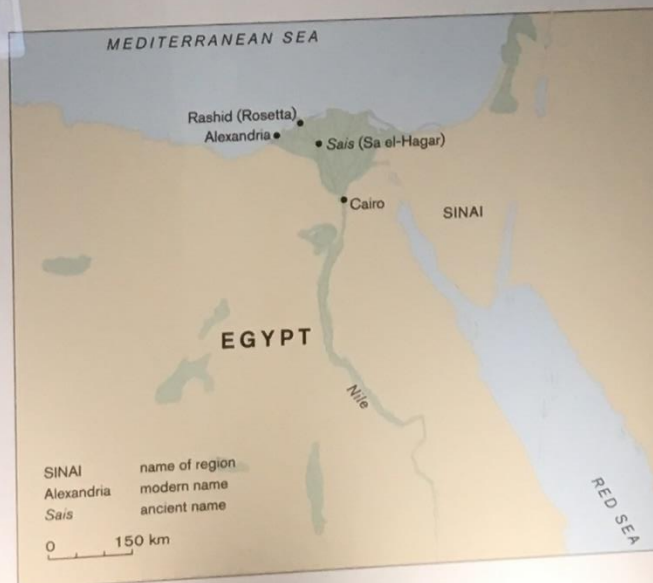 MEDITERRANEAN SEA
Rashid (Rosetta)
Alexandria
Sais (Sa el-Hagar)
Cairo
SINAI
EGYPT
Nile
RED SEA
SINAI name of region
Alexandria modern name
Sais ancient name
0 150 km